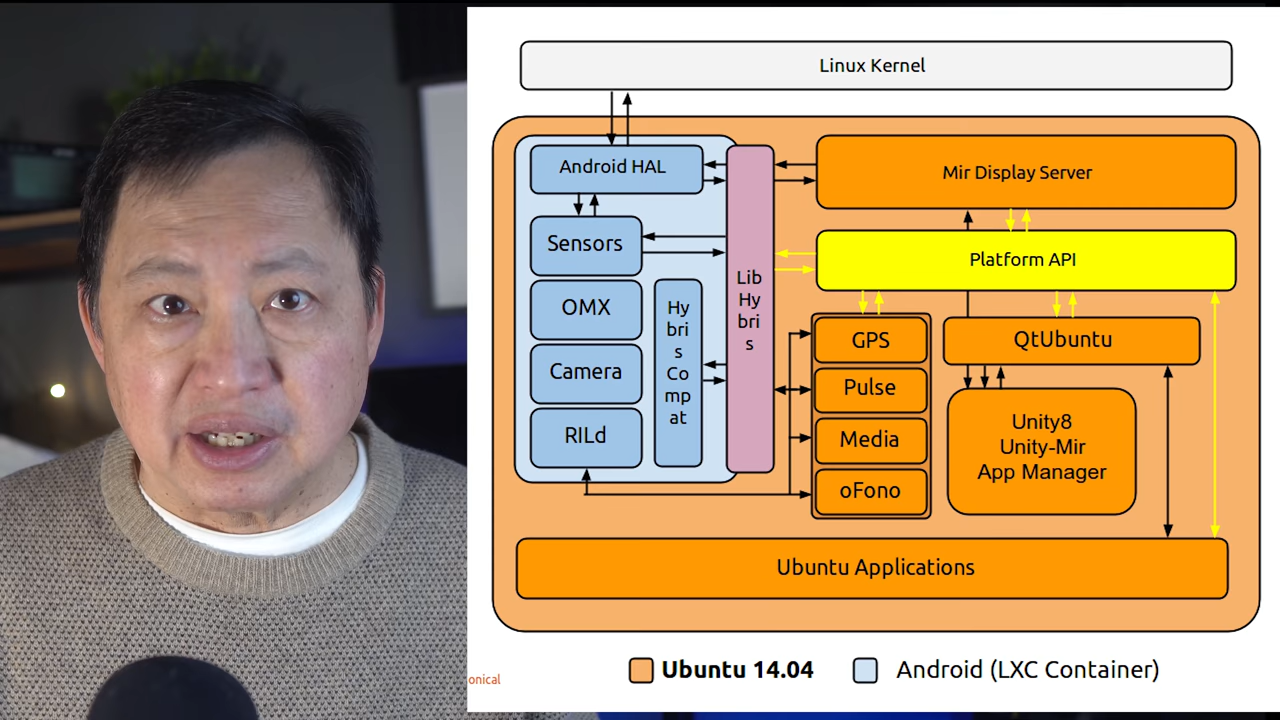 Linux Kernel
Android HAL
Sensors
OMX
Camera
RILd
Hy
bri
s
Co
mp
at
Lib
Hy
bri
s
Mir Display Server
Platform API
GPS
Pulse
Media
oFono
QtUbuntu
Unity8
Unity-Mir
App Manager
Ubuntu Applications
onical
Ubuntu 14.04
Android (LXC Container)